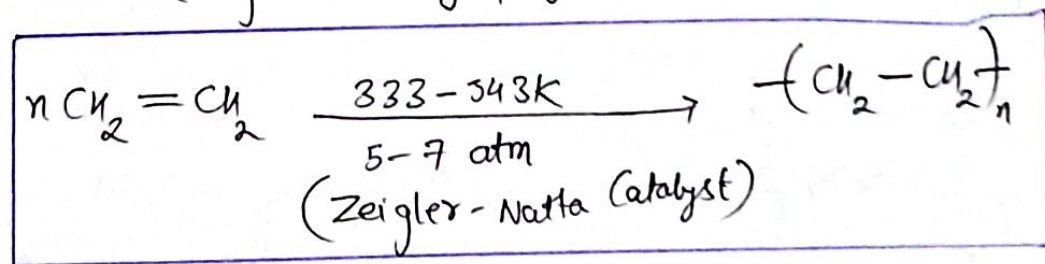 n CH₂ = CH₂ 333-343K -( CH₂ - CH₂ )-ₙ
5-7 atm
(Zeigler - Natta Catalyst)